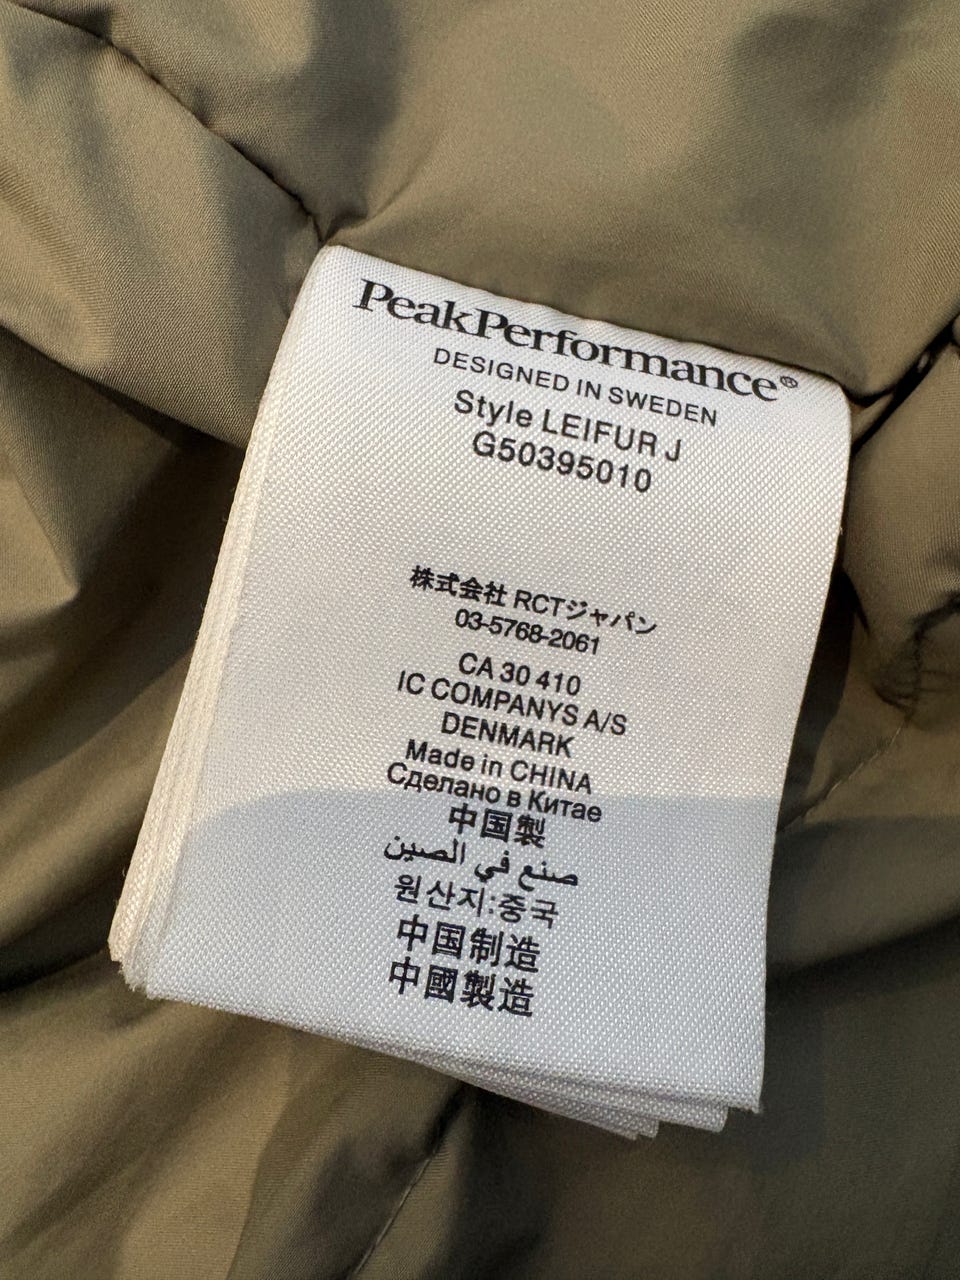 PeakPerformance®
DESIGNED IN SWEDEN
Style LEIFUR J
G50395010
株式会社 RCTジャパン
03-5768-2061
CA 30 410
IC COMPANYS A/S
DENMARK
Made in CHINA
Сделано в Китае
中国製
صنع في الصين
원산지:중국
中国制造
中國製造